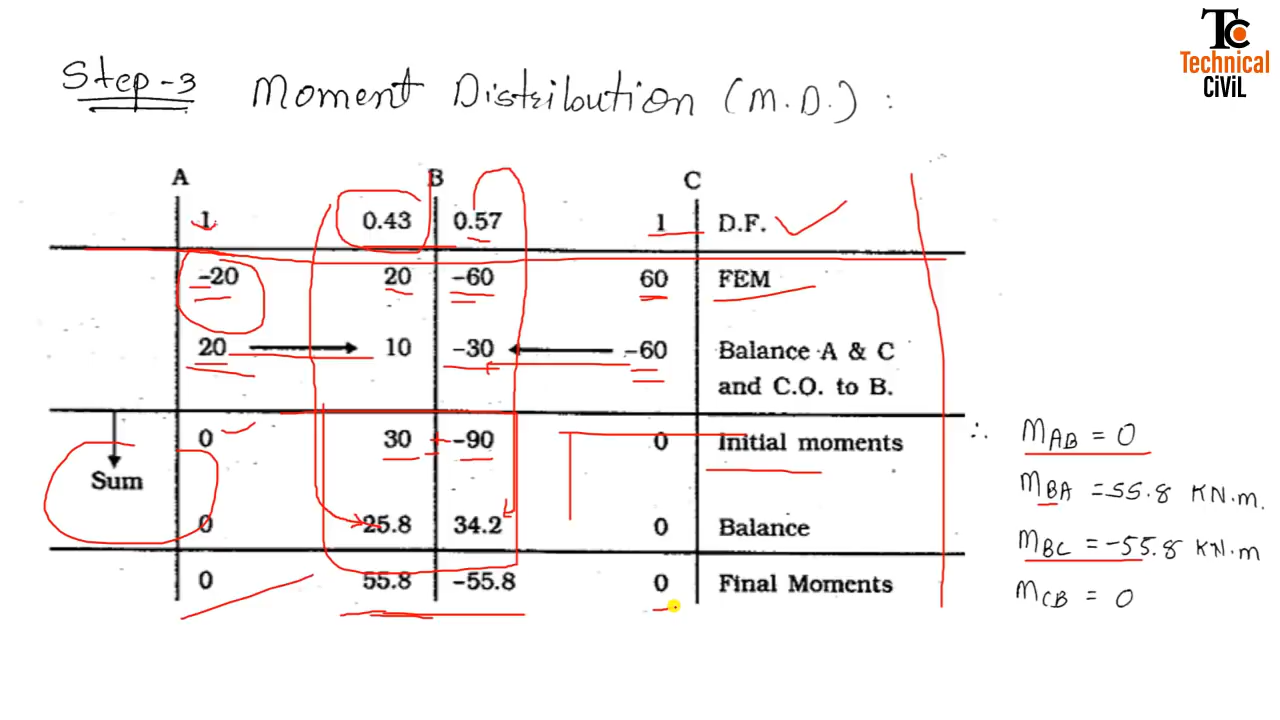 Tc
Technical
CiViL
Step-3 Moment Distribution (M.D.) :
A B C
1 0.43 0.57 1 D.F.
-20 20 -60 60 FEM
20 10 -30 -60 Balance A & C
and C.O. to B.
0 30 -90 0 Initial moments
Sum
0 25.8 34.2 0 Balance
0 55.8 -55.8 0 Final Moments
∴ MAB = 0
MBA = 55.8 KN.m.
MBC = -55.8 KN.m
MCB = 0